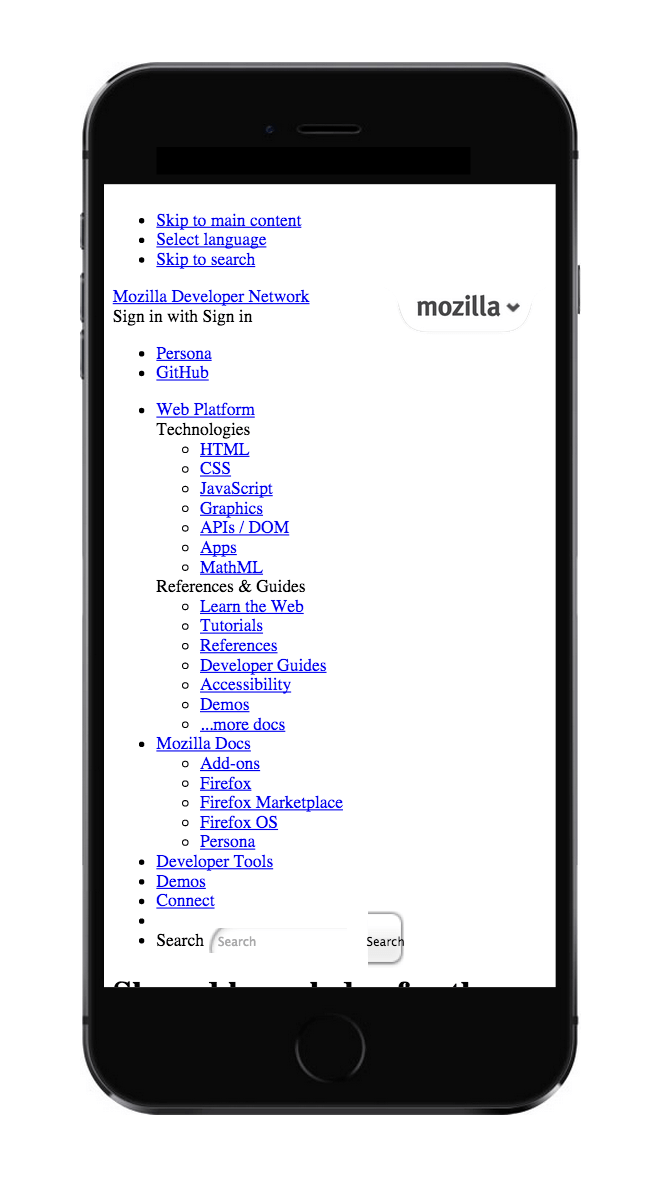 Skip to main content
Select language
Skip to search
Mozilla Developer Network
mozilla
Sign in with Sign in
Persona
GitHub
Web Platform
Technologies
HTML
CSS
JavaScript
Graphics
APIs / DOM
Apps
MathML
References & Guides
Learn the Web
Tutorials
References
Developer Guides
Accessibility
Demos
...more docs
Mozilla Docs
Add-ons
Firefox
Firefox Marketplace
Firefox OS
Persona
Developer Tools
Demos
Connect
Search Search Search